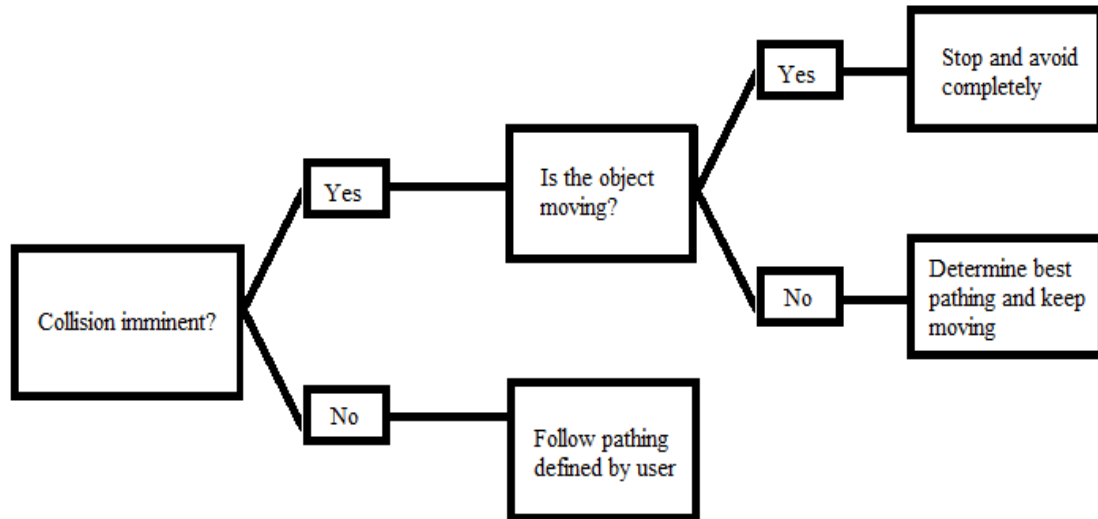 Collision imminent?
Yes
No
Is the object
moving?
Follow pathing
defined by user
Yes
No
Stop and avoid
completely
Determine best
pathing and keep
moving